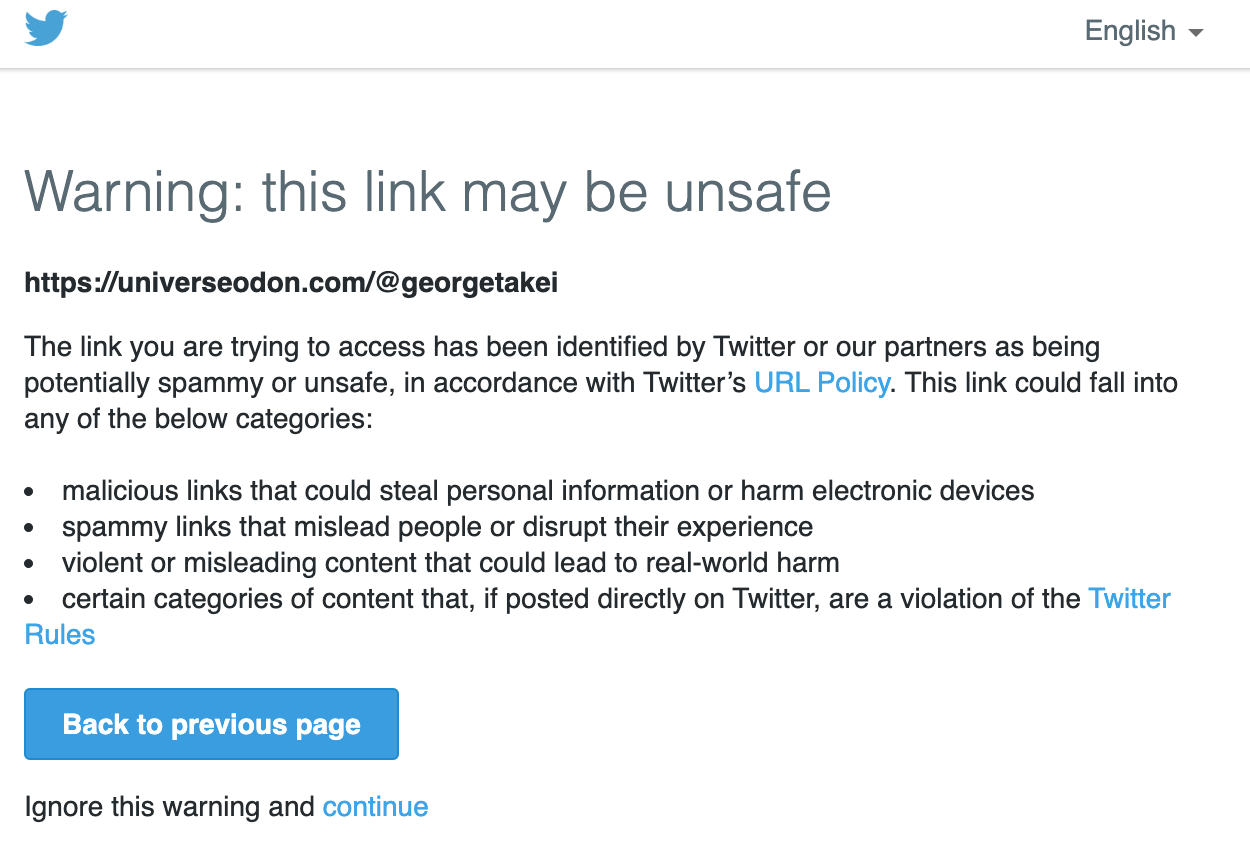 English
Warning: this link may be unsafe
https://universeodon.com/@georgetakei
The link you are trying to access has been identified by Twitter or our partners as being
potentially spammy or unsafe, in accordance with Twitter’s URL Policy. This link could fall into
any of the below categories:
• malicious links that could steal personal information or harm electronic devices
• spammy links that mislead people or disrupt their experience
• violent or misleading content that could lead to real-world harm
• certain categories of content that, if posted directly on Twitter, are a violation of the Twitter
Rules
Back to previous page
Ignore this warning and continue